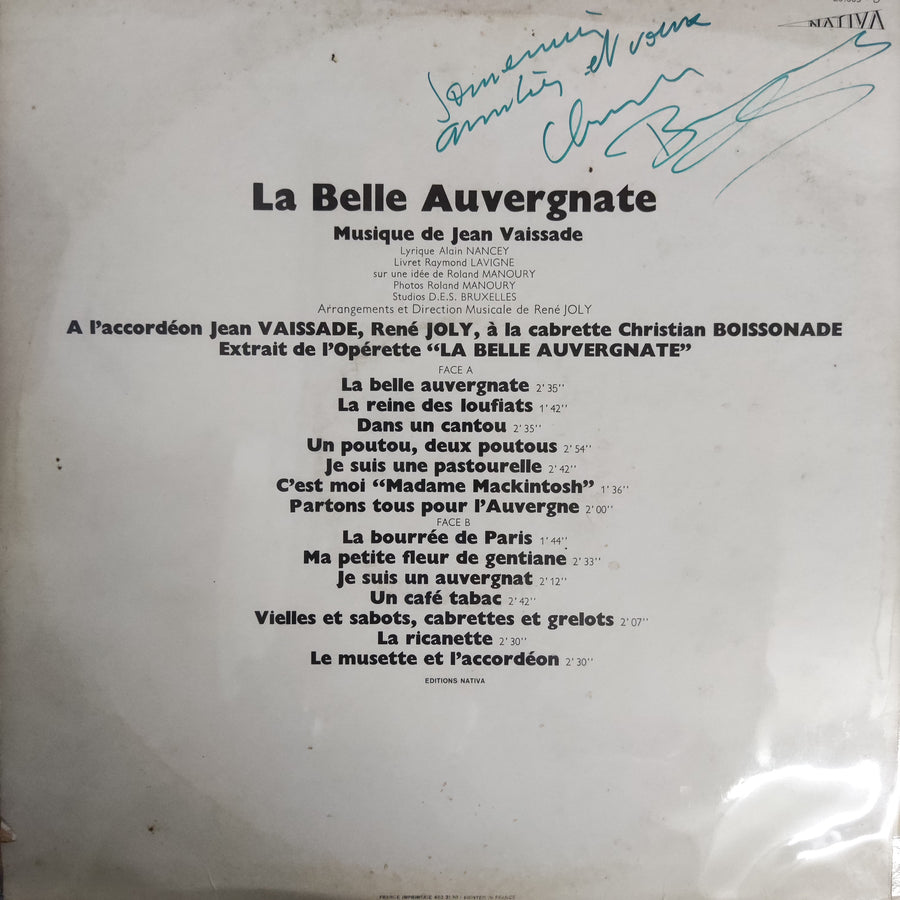 NATIVA
Souvenir
amitiés et voeux
La Belle Auvergnate
Musique de Jean Vaissade
Lyrique Alain NANCEY
Livret Raymond LAVIGNE
sur une idée de Roland MANOURY
Photos Roland MANOURY
Studios D.E.S. BRUXELLES
Arrangements et Direction Musicale de René JOLY
A l'accordéon Jean VAISSADE, René JOLY, à la cabrette Christian BOISSONADE
Extrait de l'Opérette “LA BELLE AUVERGNATE”
FACE A
La belle auvergnate 2'35''
La reine des loufiats 1'42''
Dans un cantou 2'35''
Un poutou, deux poutous 2'54''
Je suis une pastourelle 2'42''
C'est moi “Madame Mackintosh” 1'36''
Partons tous pour l'Auvergne 2'00''
FACE B
La bourrée de Paris 1'44''
Ma petite fleur de gentiane 2'33''
Je suis un auvergnat 2'12''
Un café tabac 2'42''
Vielles et sabots, cabrettes et grelots 2'07''
La ricanette 2'30''
Le musette et l'accordéon 2'30''
EDITIONS NATIVA